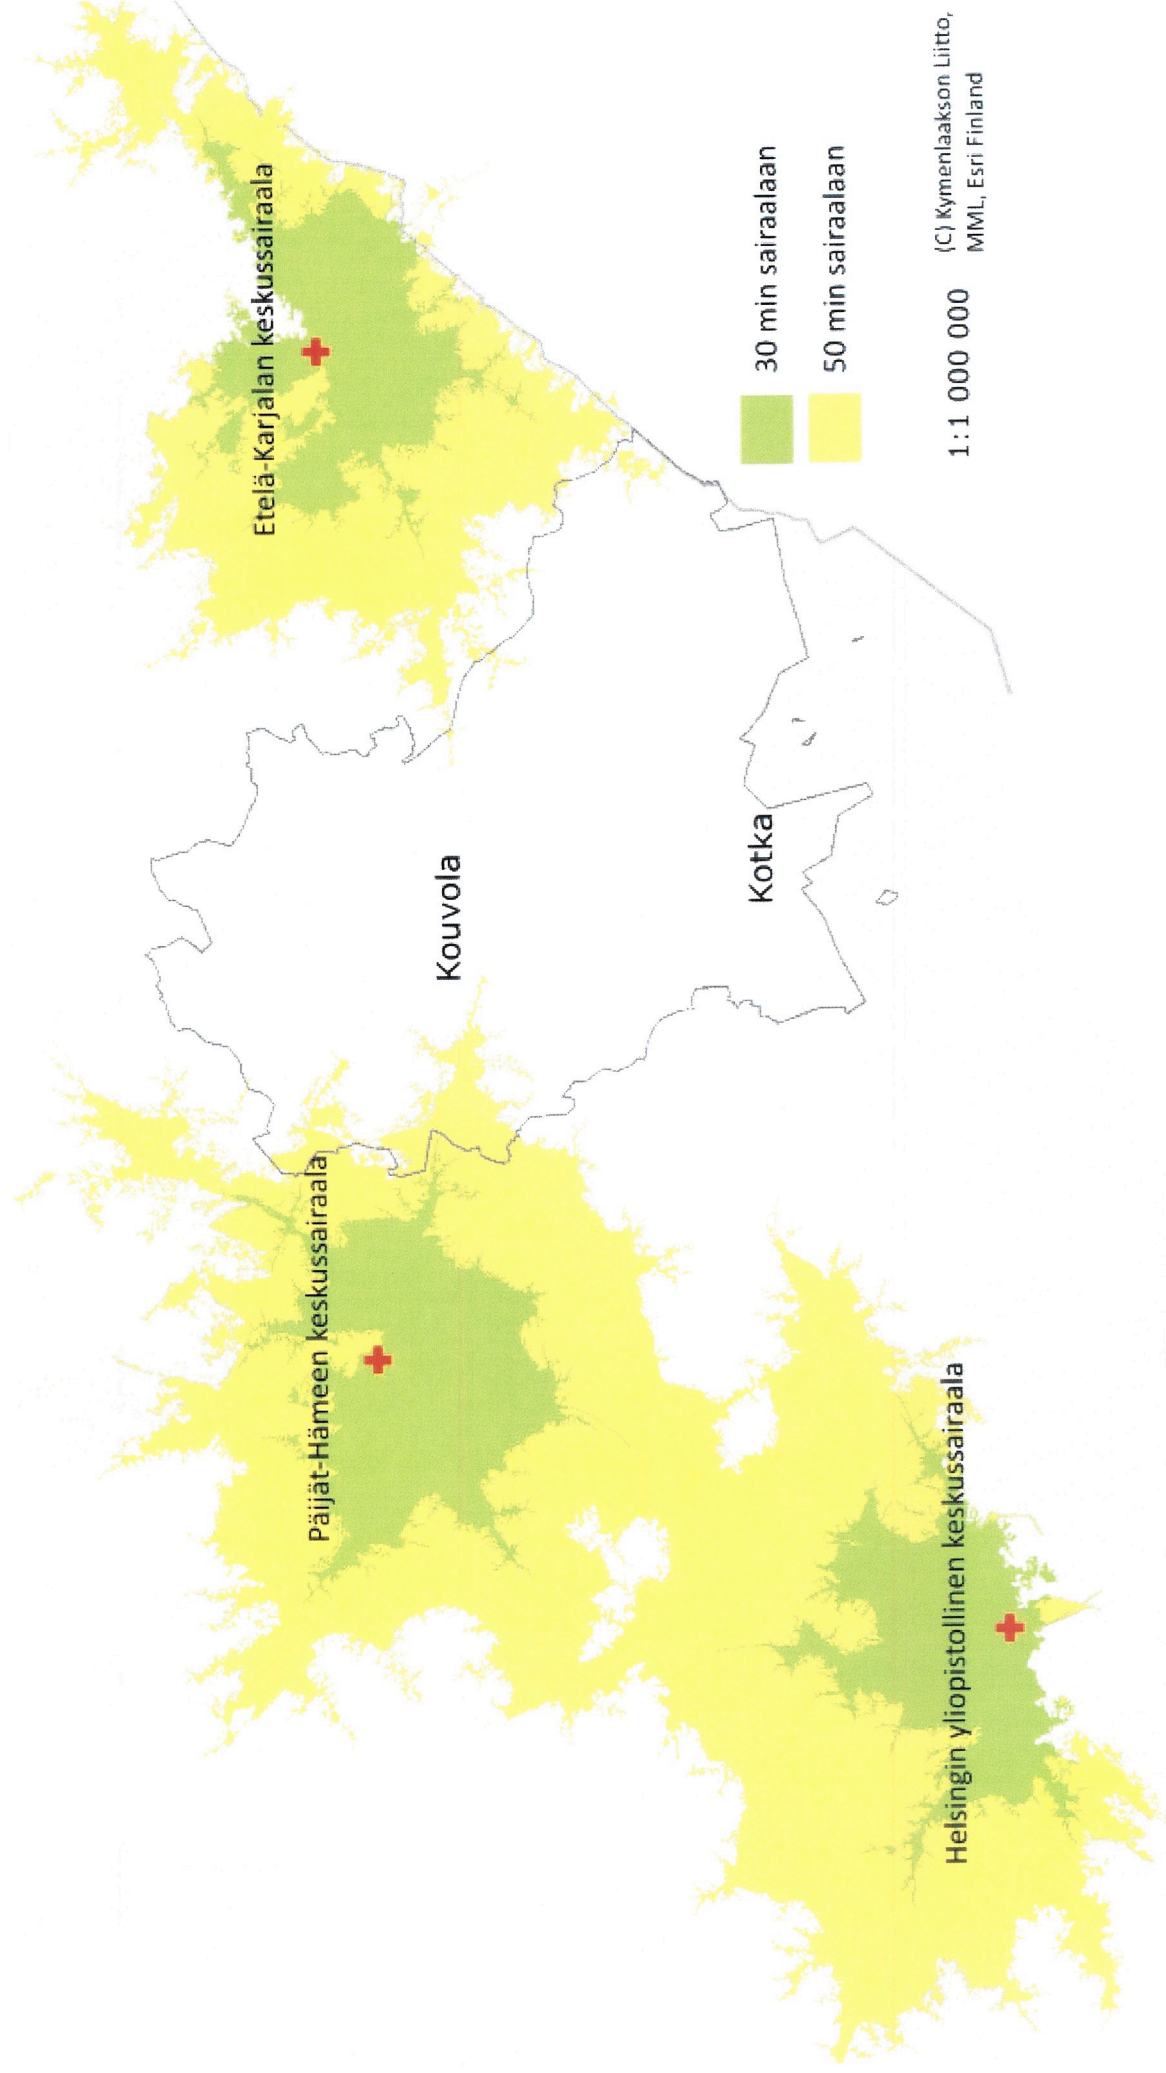 Etelä-Karjalan keskussairaala
Päijät-Hämeen keskussairaala
Kouvola
Kotka
Helsingin yliopistollinen keskussairaala
30 min sairaalaan
50 min sairaalaan
1:1 000 000
(C) Kymenlaakson Liitto,
MML, Esri Finland